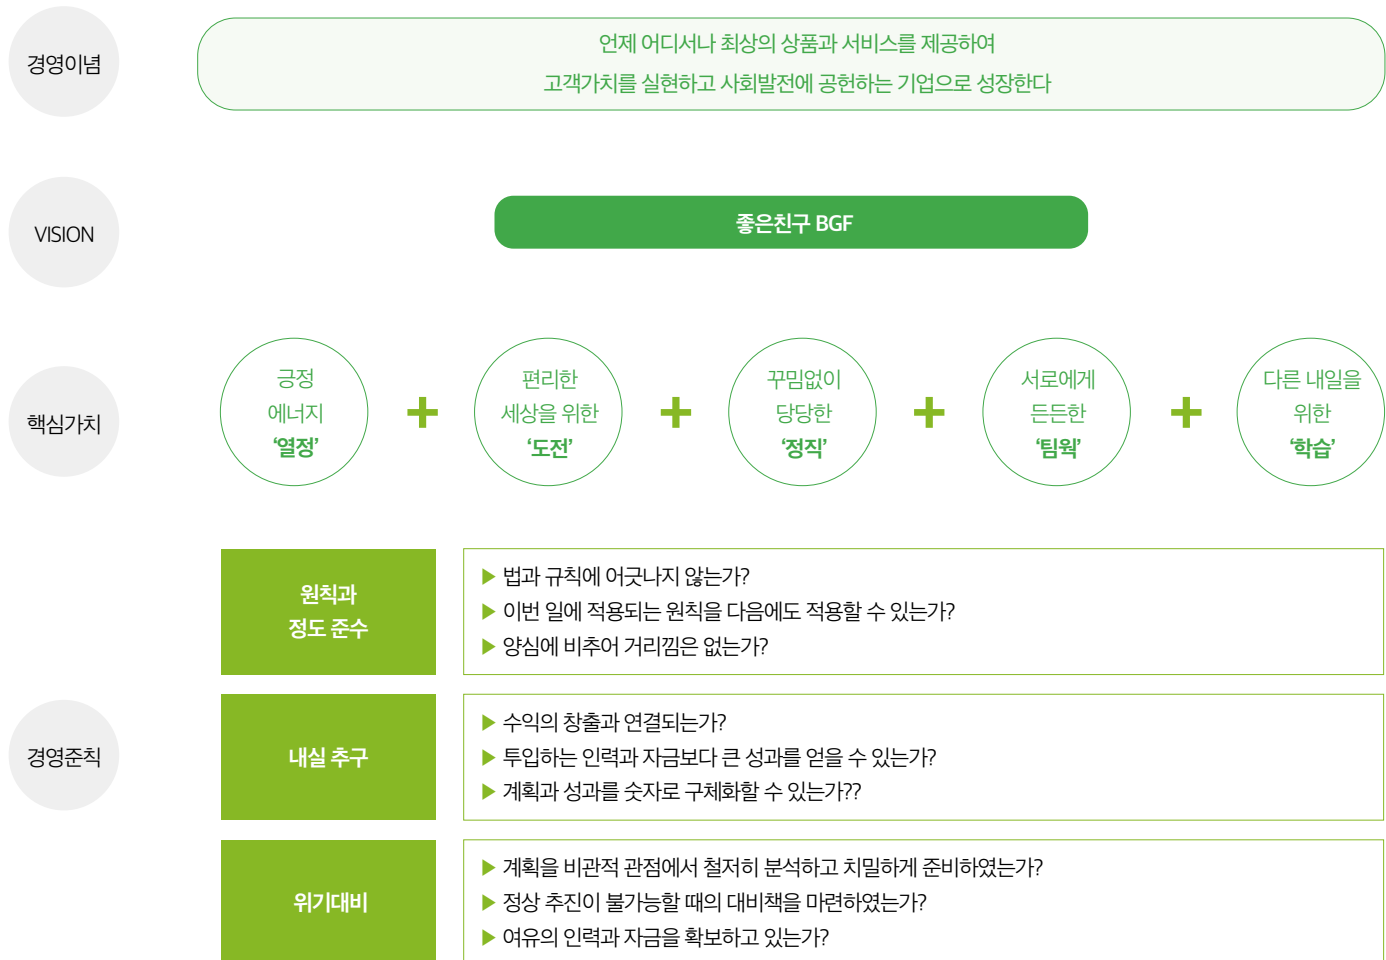 경영이념
언제 어디서나 최상의 상품과 서비스를 제공하여
고객가치를 실현하고 사회발전에 공헌하는 기업으로 성장한다
VISION
좋은친구 BGF
핵심가치
긍정
에너지
‘열정’
+
편리한
세상을 위한
‘도전’
+
꾸밈없이
당당한
‘정직’
+
서로에게
든든한
‘팀웍’
+
다른 내일을
위한
‘학습’
경영준칙
원칙과
정도 준수
▶ 법과 규칙에 어긋나지 않는가?
▶ 이번 일에 적용되는 원칙을 다음에도 적용할 수 있는가?
▶ 양심에 비추어 거리낌은 없는가?
내실 추구
▶ 수익의 창출과 연결되는가?
▶ 투입하는 인력과 자금보다 큰 성과를 얻을 수 있는가?
▶ 계획과 성과를 숫자로 구체화할 수 있는가??
위기대비
▶ 계획을 비관적 관점에서 철저히 분석하고 치밀하게 준비하였는가?
▶ 정상 추진이 불가능할 때의 대비책을 마련하였는가?
▶ 여유의 인력과 자금을 확보하고 있는가?